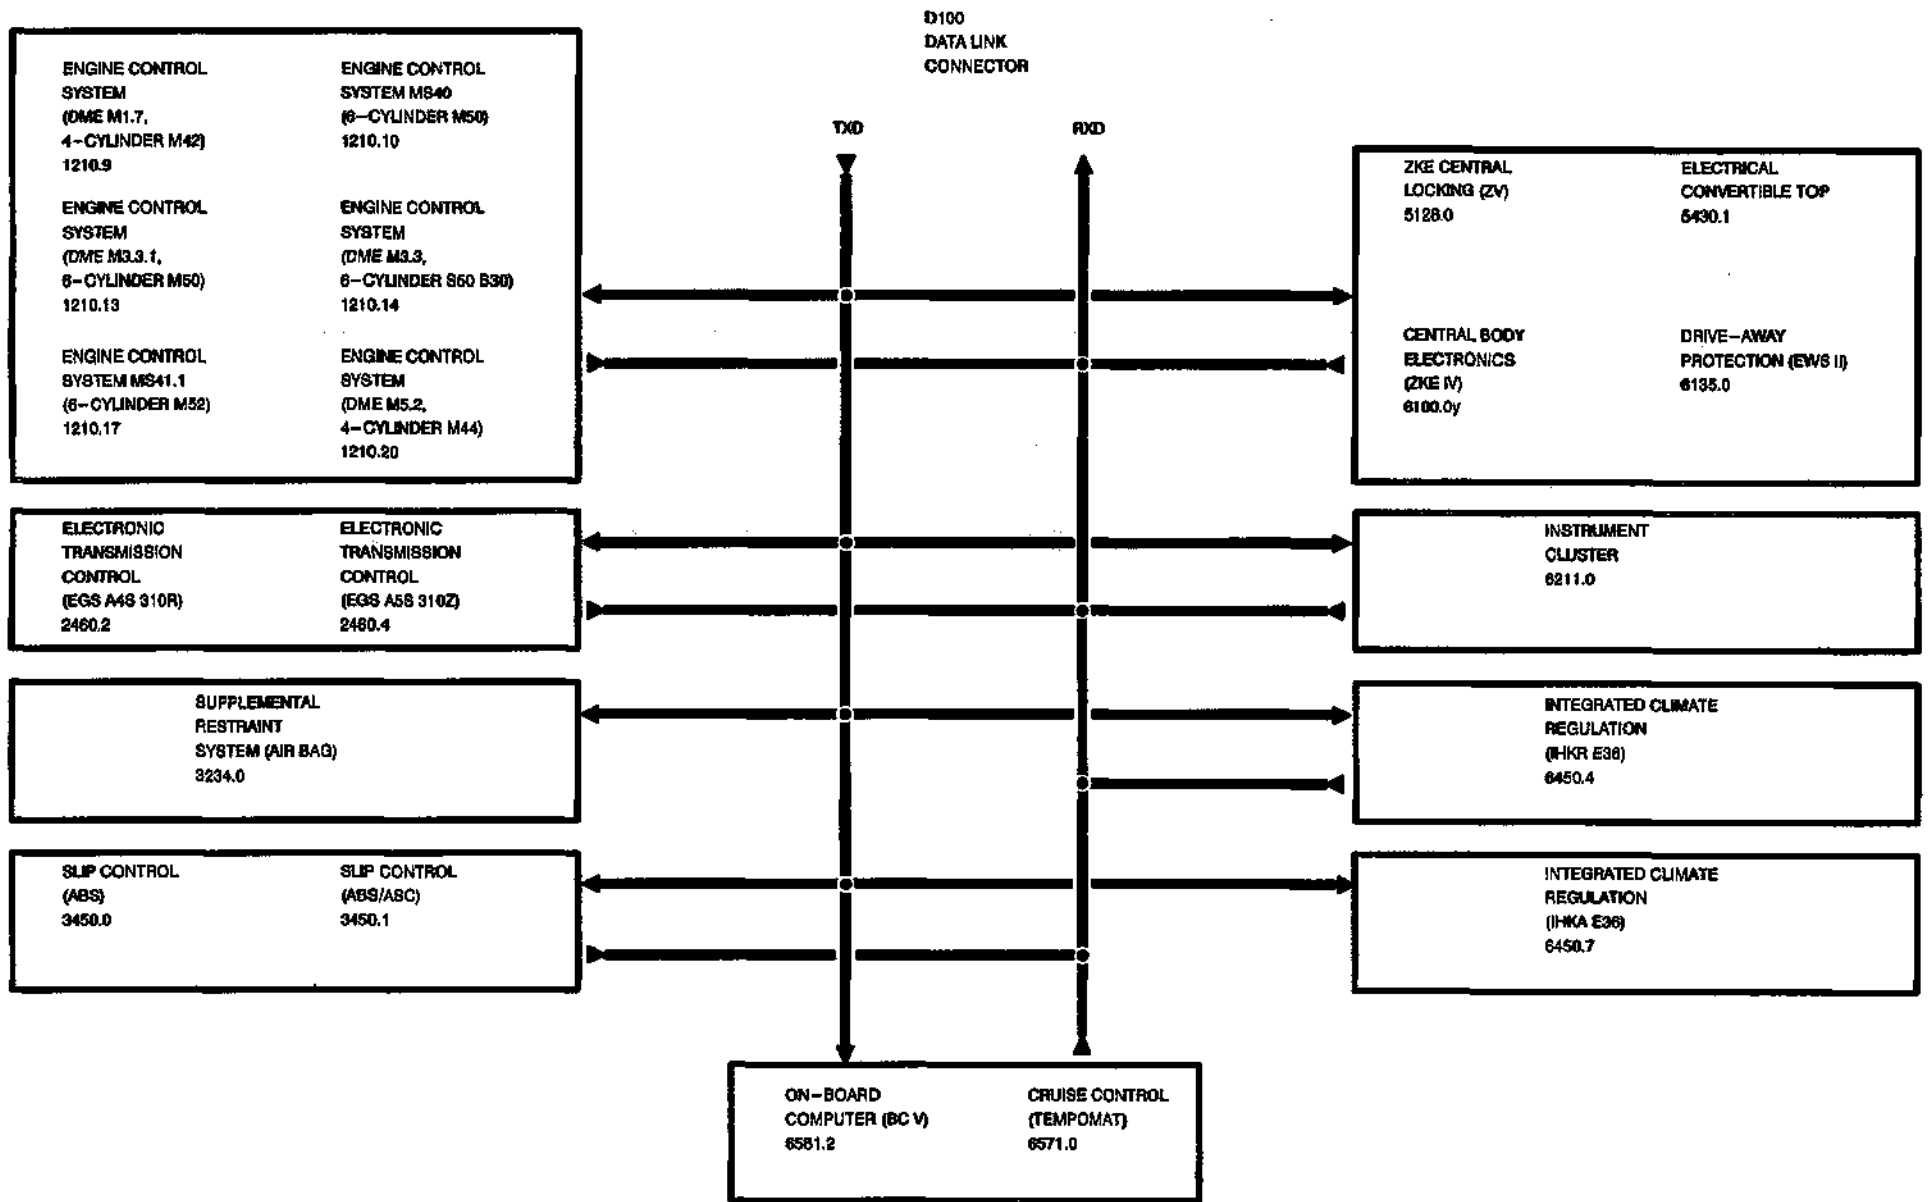 D100
DATA LINK
CONNECTOR
TXD
RXD
ENGINE CONTROL
SYSTEM
(DME M1.7,
4-CYLINDER M42)
1210.9
ENGINE CONTROL
SYSTEM MS40
(6-CYLINDER M50)
1210.10
ENGINE CONTROL
SYSTEM
(DME M3.3.1,
6-CYLINDER M50)
1210.13
ENGINE CONTROL
SYSTEM
(DME M3.3,
6-CYLINDER S50 B30)
1210.14
ENGINE CONTROL
SYSTEM MS41.1
(6-CYLINDER M52)
1210.17
ENGINE CONTROL
SYSTEM
(DME M5.2,
4-CYLINDER M44)
1210.20
ZKE CENTRAL
LOCKING (ZV)
5126.0
ELECTRICAL
CONVERTIBLE TOP
5430.1
CENTRAL BODY
ELECTRONICS
(ZKE IV)
6100.0y
DRIVE-AWAY
PROTECTION (EWS II)
6135.0
ELECTRONIC
TRANSMISSION
CONTROL
(EGS A4S 310R)
2460.2
ELECTRONIC
TRANSMISSION
CONTROL
(EGS A5S 310Z)
2460.4
INSTRUMENT
CLUSTER
6211.0
SUPPLEMENTAL
RESTRAINT
SYSTEM (AIR BAG)
3234.0
INTEGRATED CLIMATE
REGULATION
(IHKR E36)
6450.4
SLIP CONTROL
(ABS)
3450.0
SLIP CONTROL
(ABS/ASC)
3450.1
INTEGRATED CLIMATE
REGULATION
(IHKA E36)
6450.7
ON-BOARD
COMPUTER (BC V)
6581.2
CRUISE CONTROL
(TEMPOMAT)
6571.0